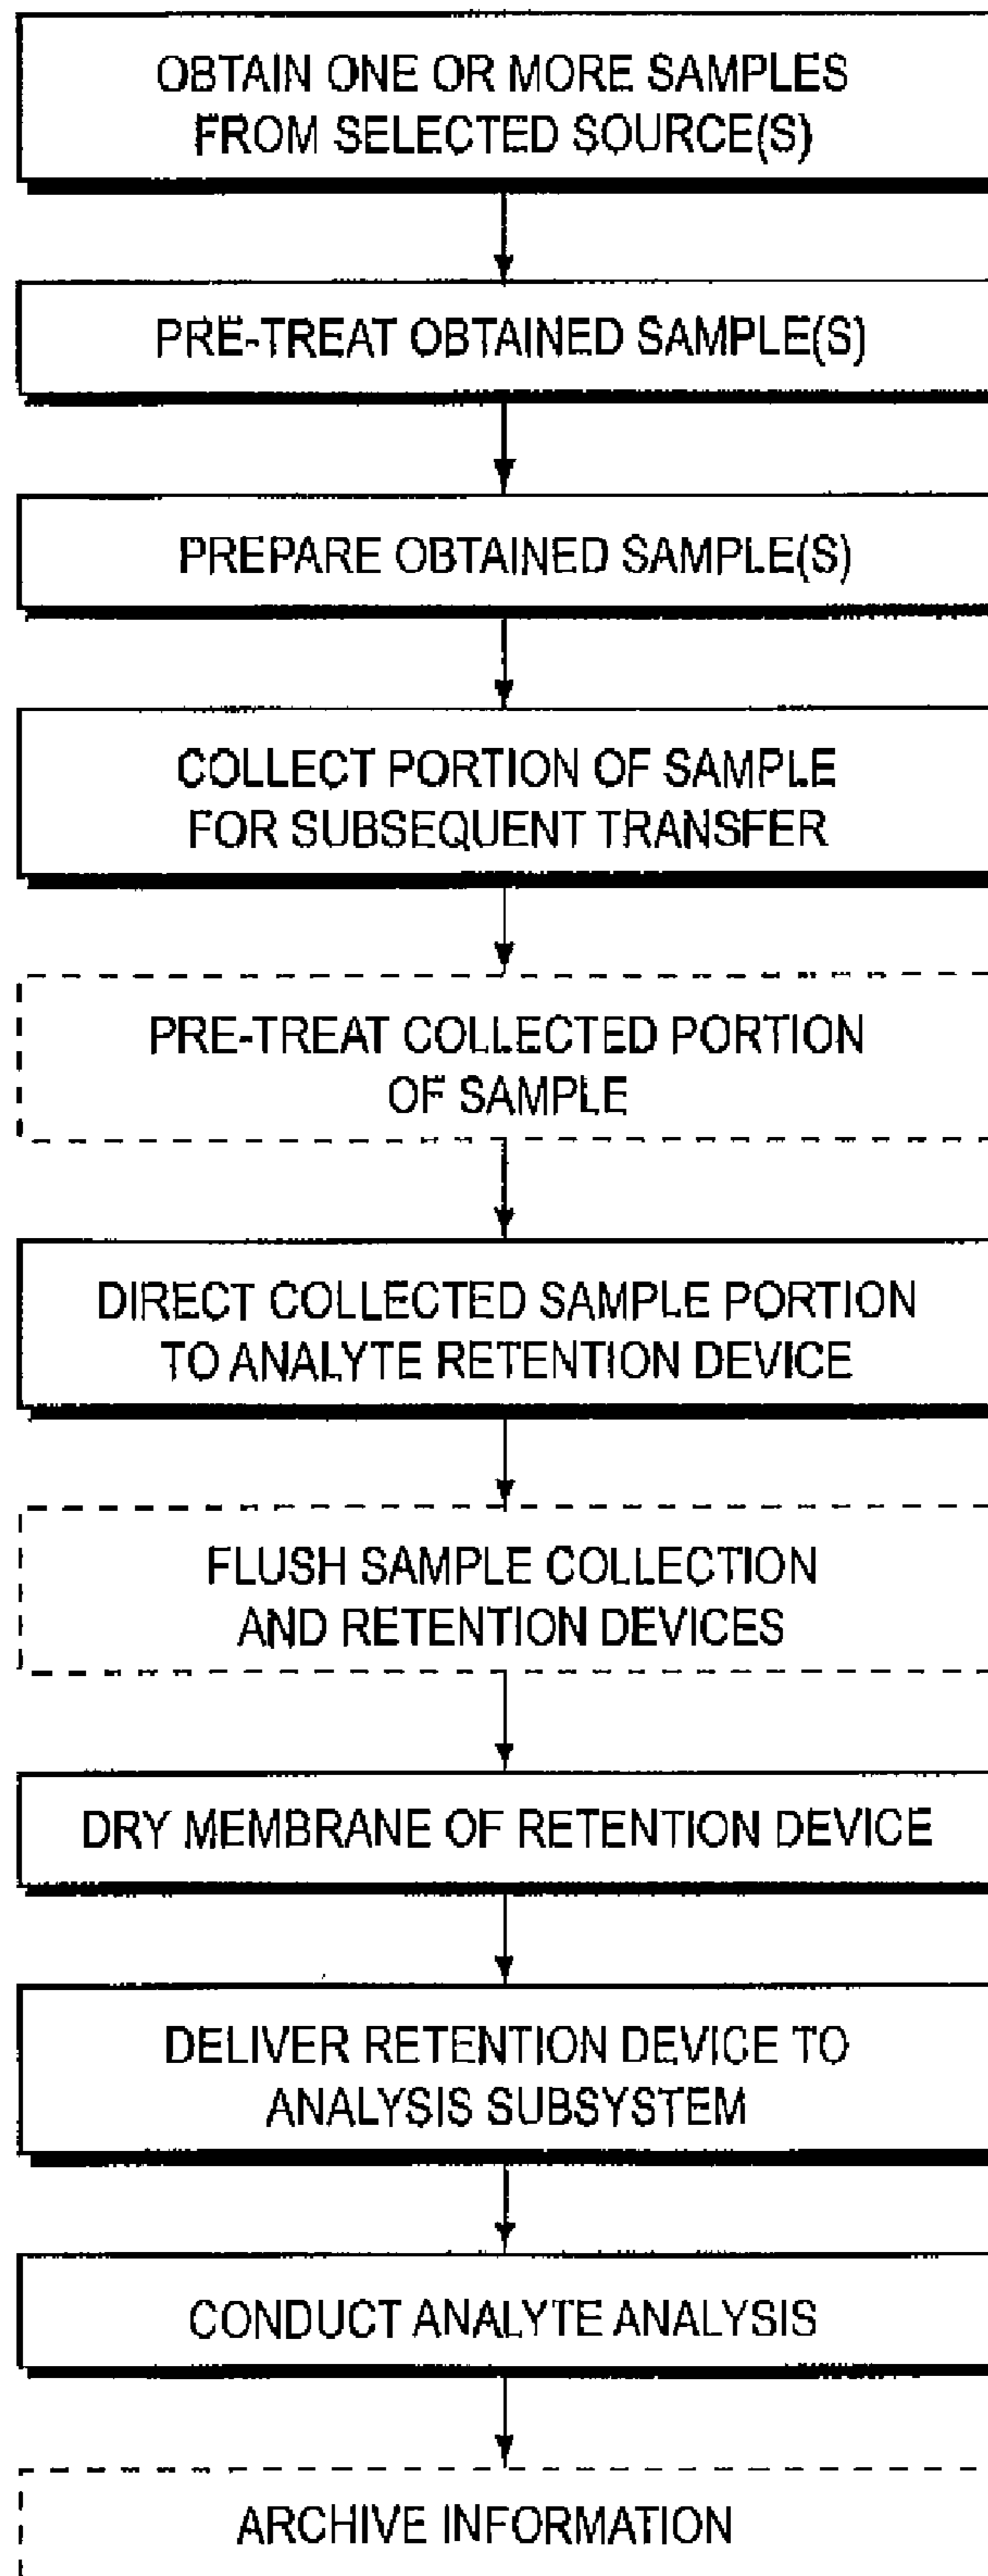 OBTAIN ONE OR MORE SAMPLES
FROM SELECTED SOURCE(S)
PRE-TREAT OBTAINED SAMPLE(S)
PREPARE OBTAINED SAMPLE(S)
COLLECT PORTION OF SAMPLE
FOR SUBSEQUENT TRANSFER
PRE-TREAT COLLECTED PORTION
OF SAMPLE
DIRECT COLLECTED SAMPLE PORTION
TO ANALYTE RETENTION DEVICE
FLUSH SAMPLE COLLECTION
AND RETENTION DEVICES
DRY MEMBRANE OF RETENTION DEVICE
DELIVER RETENTION DEVICE TO
ANALYSIS SUBSYSTEM
CONDUCT ANALYTE ANALYSIS
ARCHIVE INFORMATION